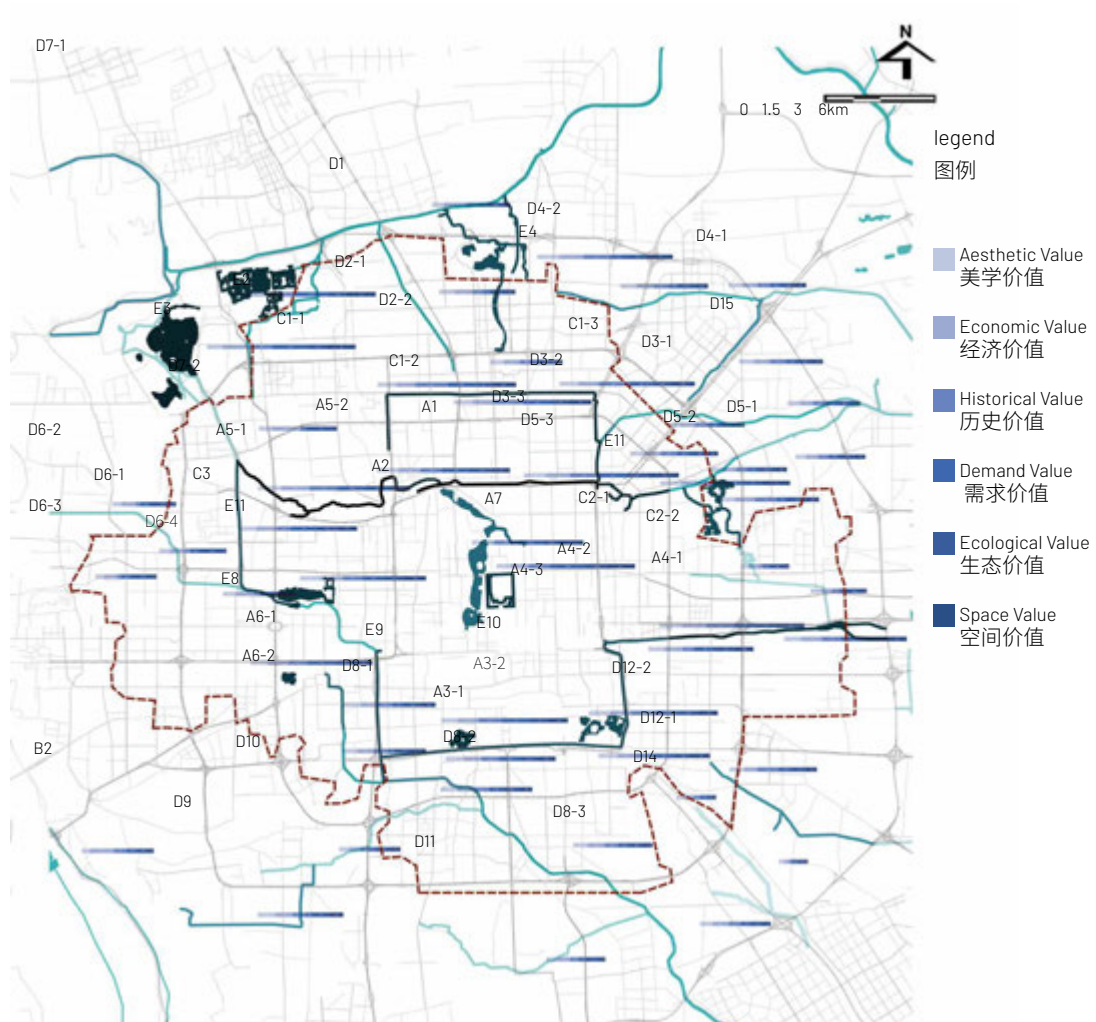 D7-1
N
0 1.5 3 6km
legend
图例
D1
D4-2
E4
D4-1
D2-1
E2
D2-2
D15
E3
C1-1
C1-3
D3-1
D7-2
C1-2
D3-2
D3-3
A5-2
A1
D5-3
D5-2
D5-1
D6-2
A5-1
E11
D6-1
C3
A2
D6-3
E11
A7
C2-1
C2-2
D6-4
A4-2
A4-1
A4-3
E8
A6-1
E10
E9
A6-2
D8-1
A3-2
D12-2
A3-1
D12-1
B2
D10
D8-2
D14
D9
D8-3
D11
Aesthetic Value
美学价值
Economic Value
经济价值
Historical Value
历史价值
Demand Value
需求价值
Ecological Value
生态价值
Space Value
空间价值